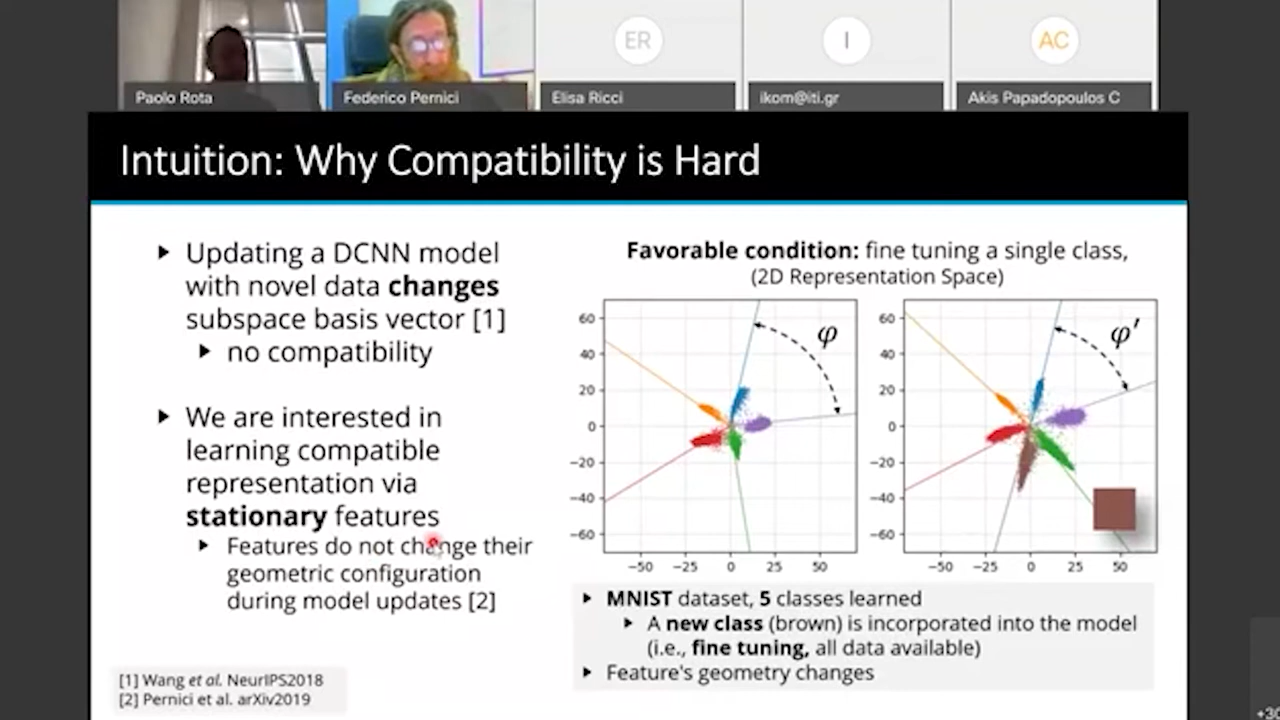 ER
I
AC
Paolo Rota
Federico Pernici
Elisa Ricci
ikom@iti.gr
Akis Papadopoulos C
Intuition: Why Compatibility is Hard
Updating a DCNN model
with novel data changes
subspace basis vector [1]
no compatibility
We are interested in
learning compatible
representation via
stationary features
Features do not change their
geometric configuration
during model updates [2]
[1] Wang et al. NeurIPS2018
[2] Pernici et al. arXiv2019
Favorable condition: fine tuning a single class,
(2D Representation Space)
60
40
20
0
−20
−40
−60
−50 −25 0 25 50
φ
60
40
20
0
−20
−40
−60
−50 −25 0 25 50
φ′
MNIST dataset, 5 classes learned
A new class (brown) is incorporated into the model
(i.e., fine tuning, all data available)
Feature's geometry changes